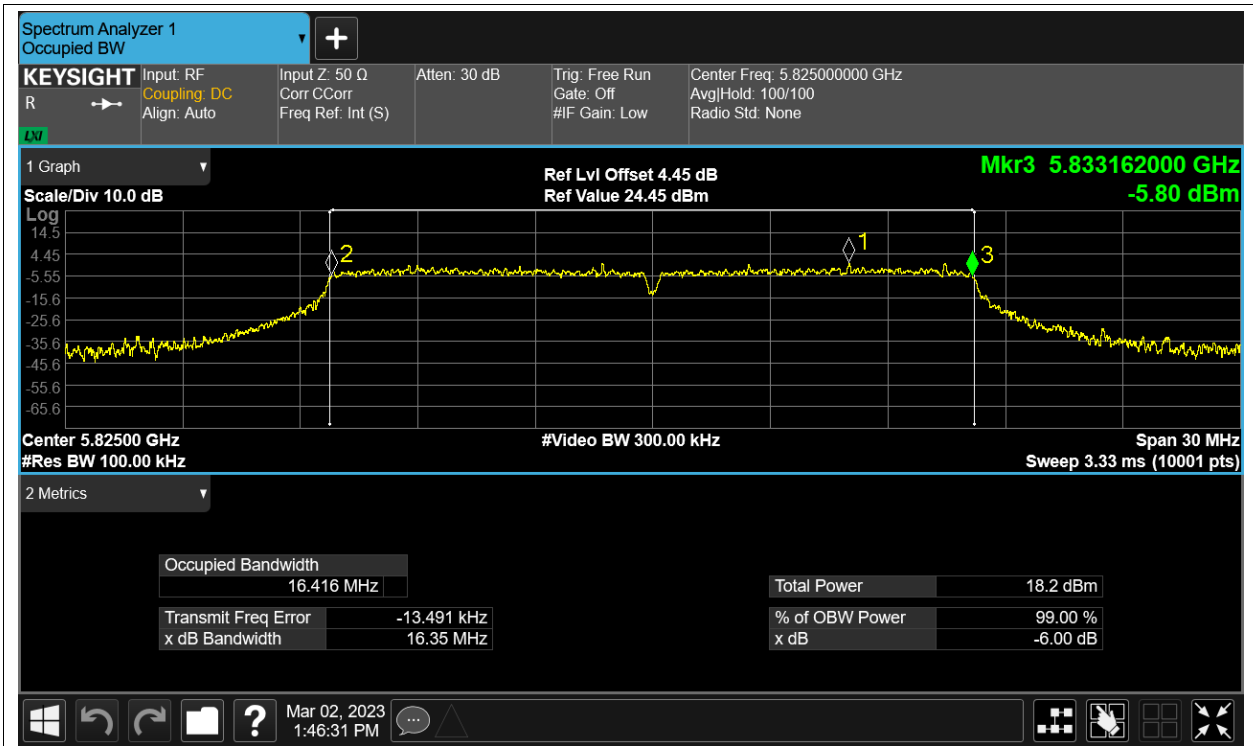 Spectrum Analyzer 1
Occupied BW
KEYSIGHT
R
LXI
Input: RF
Coupling: DC
Align: Auto
Input Z: 50 Ω
Corr CCorr
Freq Ref: Int (S)
Atten: 30 dB
Trig: Free Run
Gate: Off
#IF Gain: Low
Center Freq: 5.825000000 GHz
Avg|Hold: 100/100
Radio Std: None
1 Graph
Scale/Div 10.0 dB
Ref Lvl Offset 4.45 dB
Ref Value 24.45 dBm
Mkr3 5.833162000 GHz
-5.80 dBm
Log
14.5
4.45
-5.55
-15.6
-25.6
-35.6
-45.6
-55.6
-65.6
2
1
3
Center 5.82500 GHz
#Res BW 100.00 kHz
#Video BW 300.00 kHz
Span 30 MHz
Sweep 3.33 ms (10001 pts)
2 Metrics
Occupied Bandwidth
16.416 MHz
Transmit Freq Error -13.491 kHz
x dB Bandwidth 16.35 MHz
Total Power 18.2 dBm
% of OBW Power 99.00 %
x dB -6.00 dB
?
Mar 02, 2023
1:46:31 PM